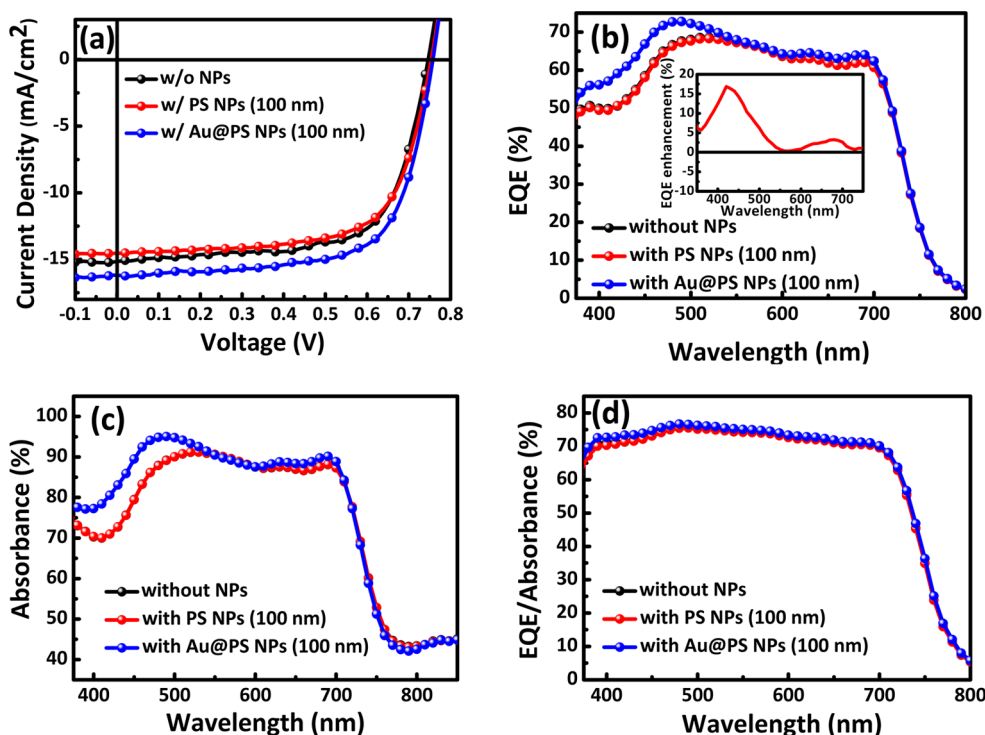 (a)
w/o NPs
w/ PS NPs (100 nm)
w/ Au@PS NPs (100 nm)
Current Density (mA/cm²)
0
-5
-10
-15
-0.1 0.0 0.1 0.2 0.3 0.4 0.5 0.6 0.7 0.8
Voltage (V)
(b)
EQE (%)
70
60
50
40
30
20
10
0
EQE enhancement (%)
20
15
10
5
0
-5
-10
400 500 600 700
Wavelength (nm)
without NPs
with PS NPs (100 nm)
with Au@PS NPs (100 nm)
400 500 600 700 800
Wavelength (nm)
(c)
Absorbance (%)
100
90
80
70
60
50
40
without NPs
with PS NPs (100 nm)
with Au@PS NPs (100 nm)
400 500 600 700 800
Wavelength (nm)
(d)
EQE/Absorbance (%)
80
70
60
50
40
30
20
10
0
without NPs
with PS NPs (100 nm)
with Au@PS NPs (100 nm)
400 500 600 700 800
Wavelength (nm)